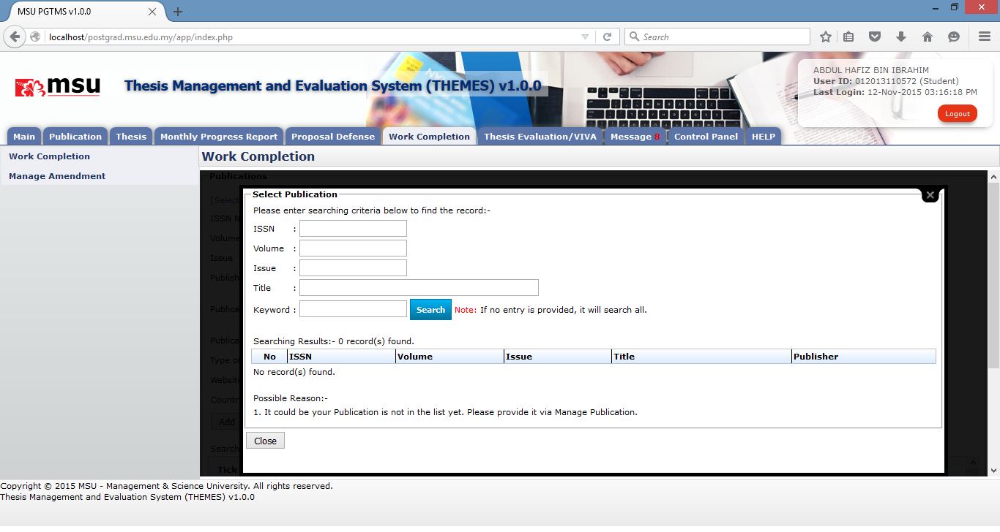 MSU PGTMS v1.0.0
localhost/postgrad.msu.edu.my/app/index.php
Search
msu
Thesis Management and Evaluation System (THEMES) v1.0.0
ABDUL HAFIZ BIN IBRAHIM
User ID: 012013110572 (Student)
Last Login: 12-Nov-2015 03:16:18 PM
Logout
Main Publication Thesis Monthly Progress Report Proposal Defense Work Completion Thesis Evaluation/VIVA Message 8 Control Panel HELP
Work Completion
Manage Amendment
Work Completion
Publications
[Select
ISSN N
Volume
Issue
Publish
Publica
Publica
Type of
Website
Countr
Add
Search
Tick
Select Publication
Please enter searching criteria below to find the record:-
ISSN :
Volume :
Issue :
Title :
Keyword : Search Note: If no entry is provided, it will search all.
Searching Results:- 0 record(s) found.
No ISSN Volume Issue Title Publisher
No record(s) found.
Possible Reason:-
1. It could be your Publication is not in the list yet. Please provide it via Manage Publication.
Close
Copyright © 2015 MSU - Management & Science University. All rights reserved.
Thesis Management and Evaluation System (THEMES) v1.0.0